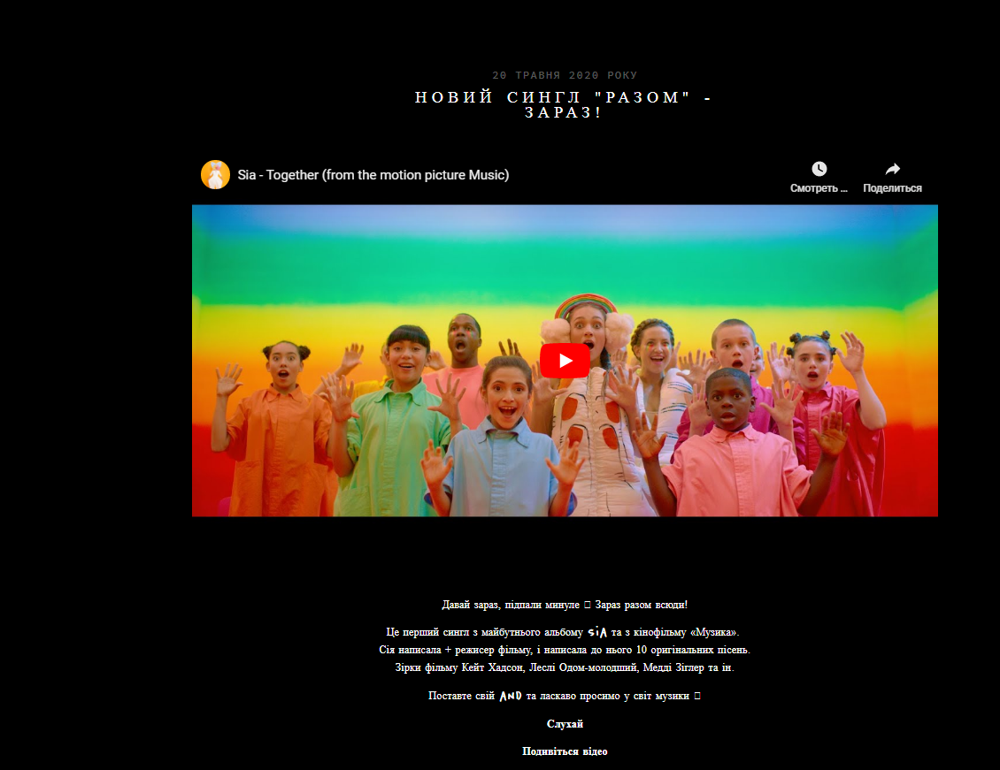 20 ТРАВНЯ 2020 РОКУ
НОВИЙ СИНГЛ "РАЗОМ" -
ЗАРАЗ!
Sia - Together (from the motion picture Music)
Смотреть ...
Поделиться
Давай зараз, підпали минуле Зараз разом всюди!
Це перший сингл з майбутнього альбому SiA та з кінофільму «Музика».
Сія написала + режисер фільму, і написала до нього 10 оригінальних пісень.
Зірки фільму Кейт Хадсон, Леслі Одом-молодший, Медді Зіглер та ін.
Поставте свій AND та ласкаво просимо у світ музики
Слухай
Подивіться відео